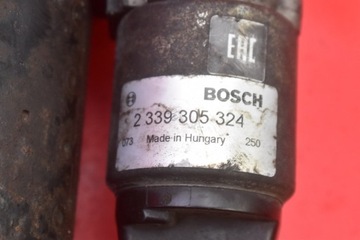 EAC
BOSCH
2 339 305 324
073 Made in Hungary 250